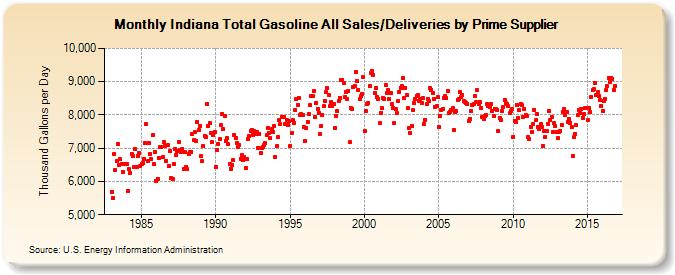 Monthly Indiana Total Gasoline All Sales/Deliveries by Prime Supplier
Thousand Gallons per Day
10,000
9,000
8,000
7,000
6,000
5,000
1985 1990 1995 2000 2005 2010 2015
Source: U.S. Energy Information Administration